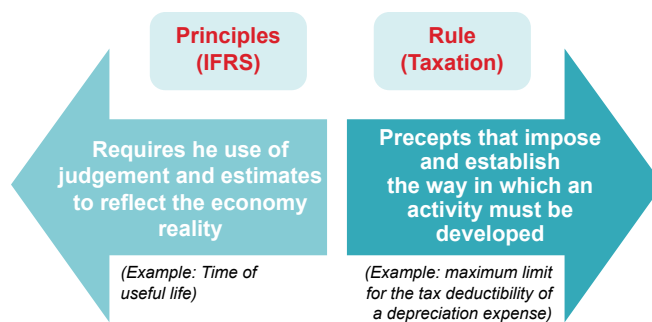 Principles
(IFRS)
Rule
(Taxation)
Requires he use of
judgement and estimates
to reflect the economy
reality
Precepts that impose
and establish
the way in which an
activity must be
developed
(Example: Time of
useful life)
(Example: maximum limit
for the tax deductibility of
a depreciation expense)